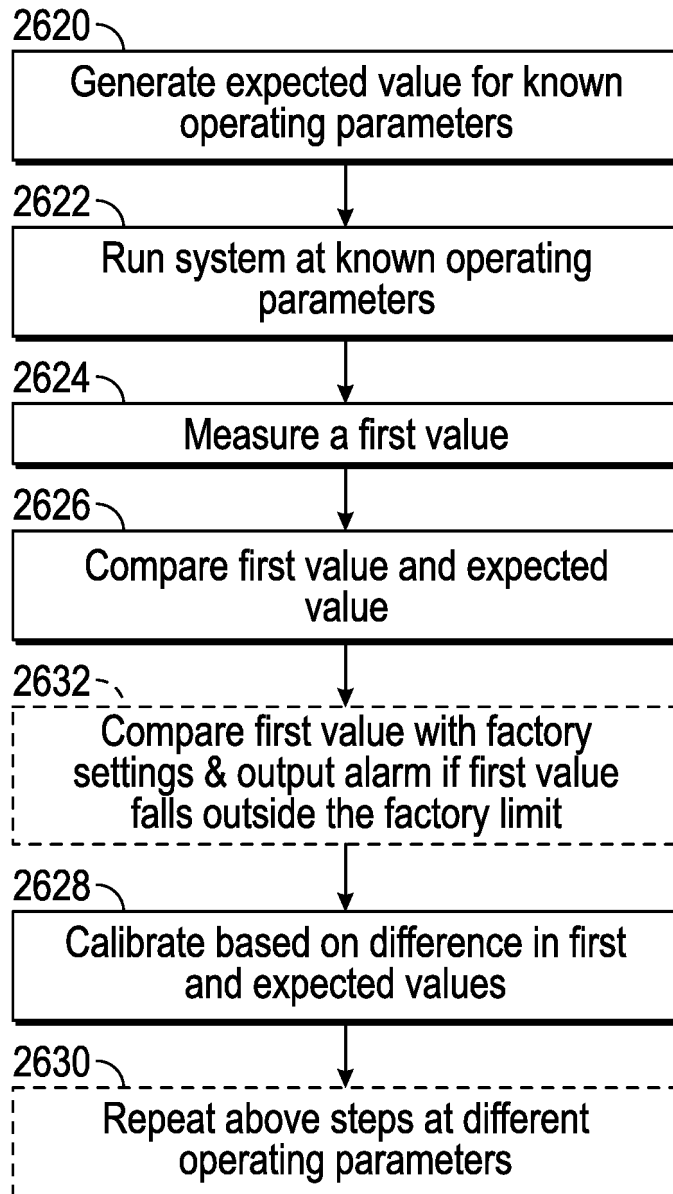 2620
Generate expected value for known
operating parameters
2622
Run system at known operating
parameters
2624
Measure a first value
2626
Compare first value and expected
value
2632
Compare first value with factory
settings & output alarm if first value
falls outside the factory limit
2628
Calibrate based on difference in first
and expected values
2630
Repeat above steps at different
operating parameters